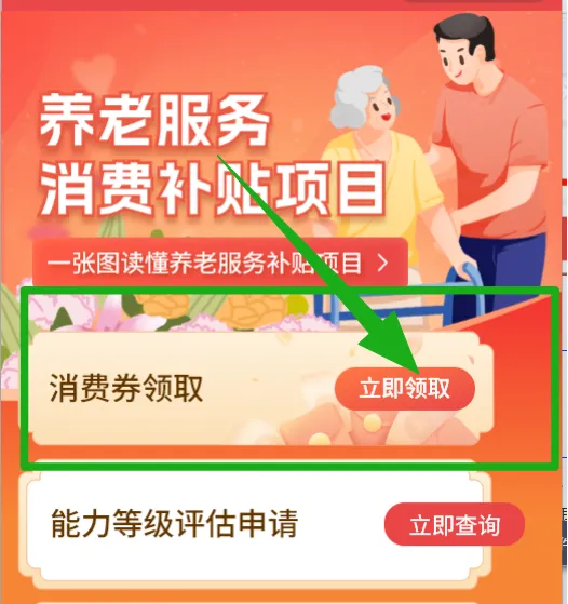 养老服务
消费补贴项目
一张图读懂养老服务补贴项目 >
消费券领取
立即领取
能力等级评估申请
立即查询